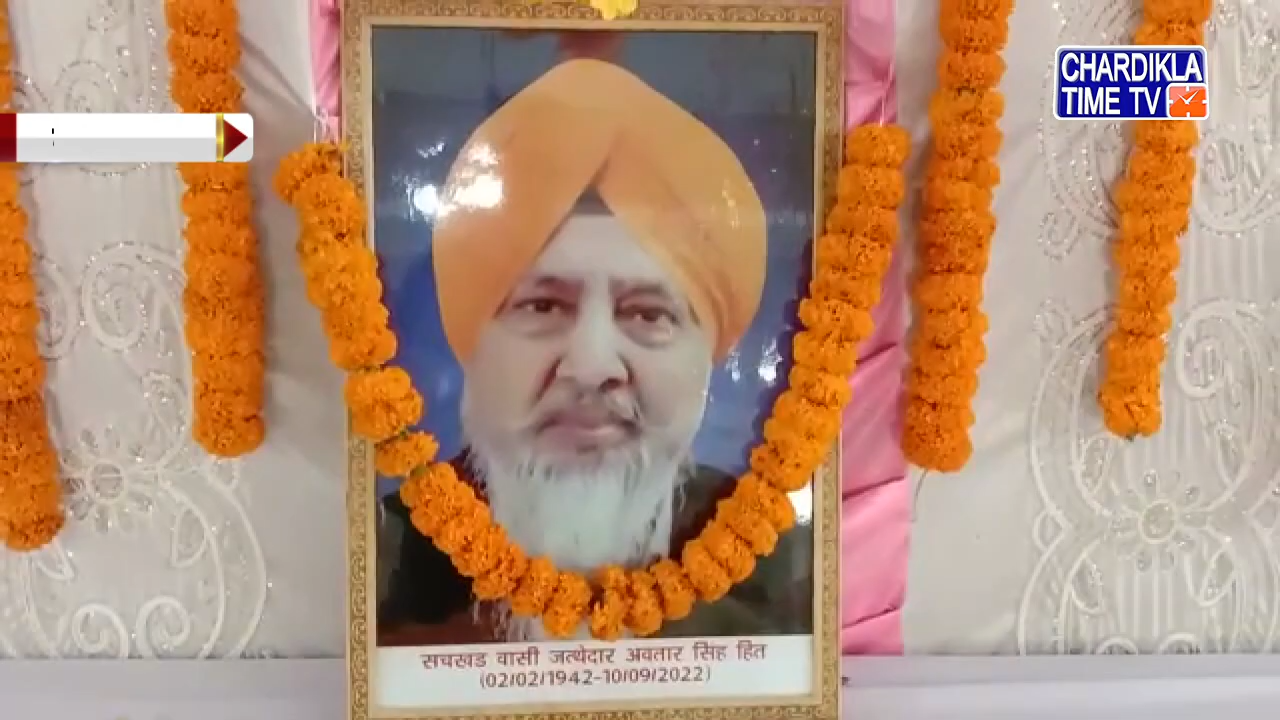 CHARDIKLA
TIME TV
सचखंड वासी जत्थेदार अवतार सिंह हित
(02/02/1942-10/09/2022)